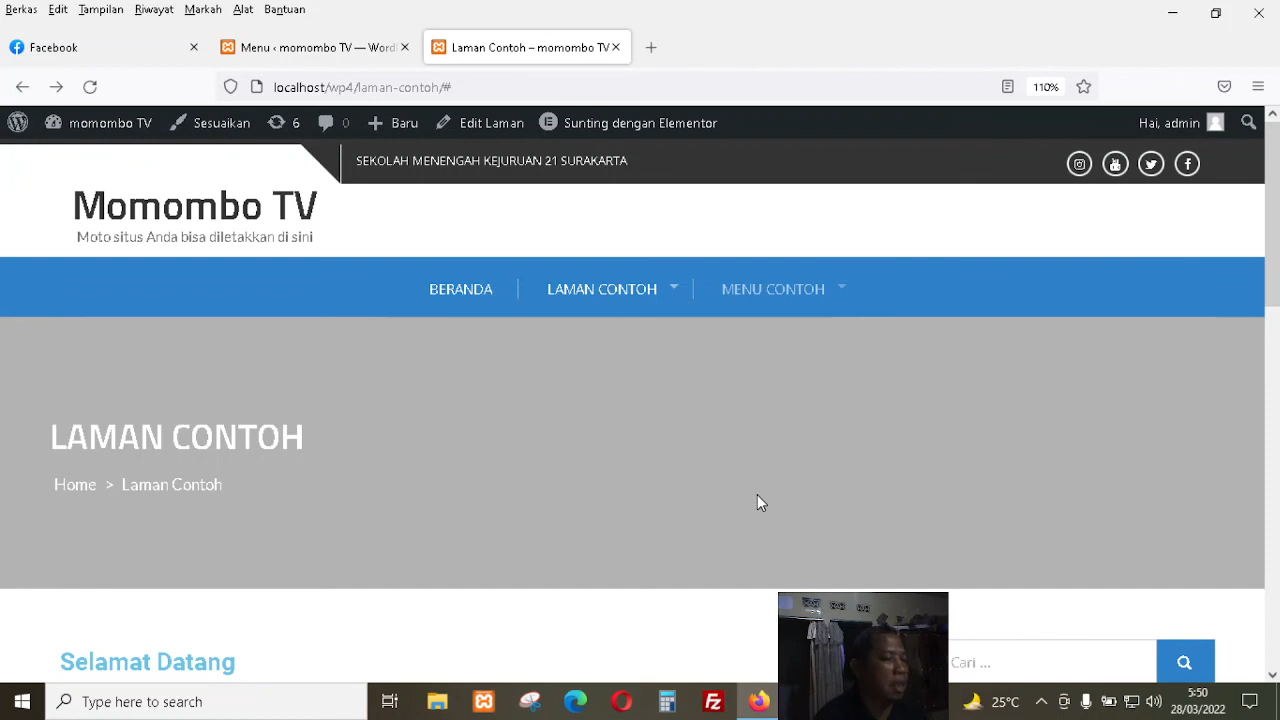 Berkas Edit Tampilan Riwayat Markah Alat Bantuan
Facebook
Menu ‹ momombo TV — Word
Laman Contoh – momombo TV
localhost/wp4/laman-contoh/#
110%
momombo TV
Sesuaikan
6
0
Baru
Edit Laman
Sunting dengan Elementor
Hai, admin
SEKOLAH MENENGAH KEJURUAN 21 SURAKARTA
Momombo TV
Moto situs Anda bisa diletakkan di sini
BERANDA
LAMAN CONTOH
MENU CONTOH
LAMAN CONTOH
Home > Laman Contoh
Selamat Datang
Cari ...
Type here to search
25°C
5:50
28/03/2022